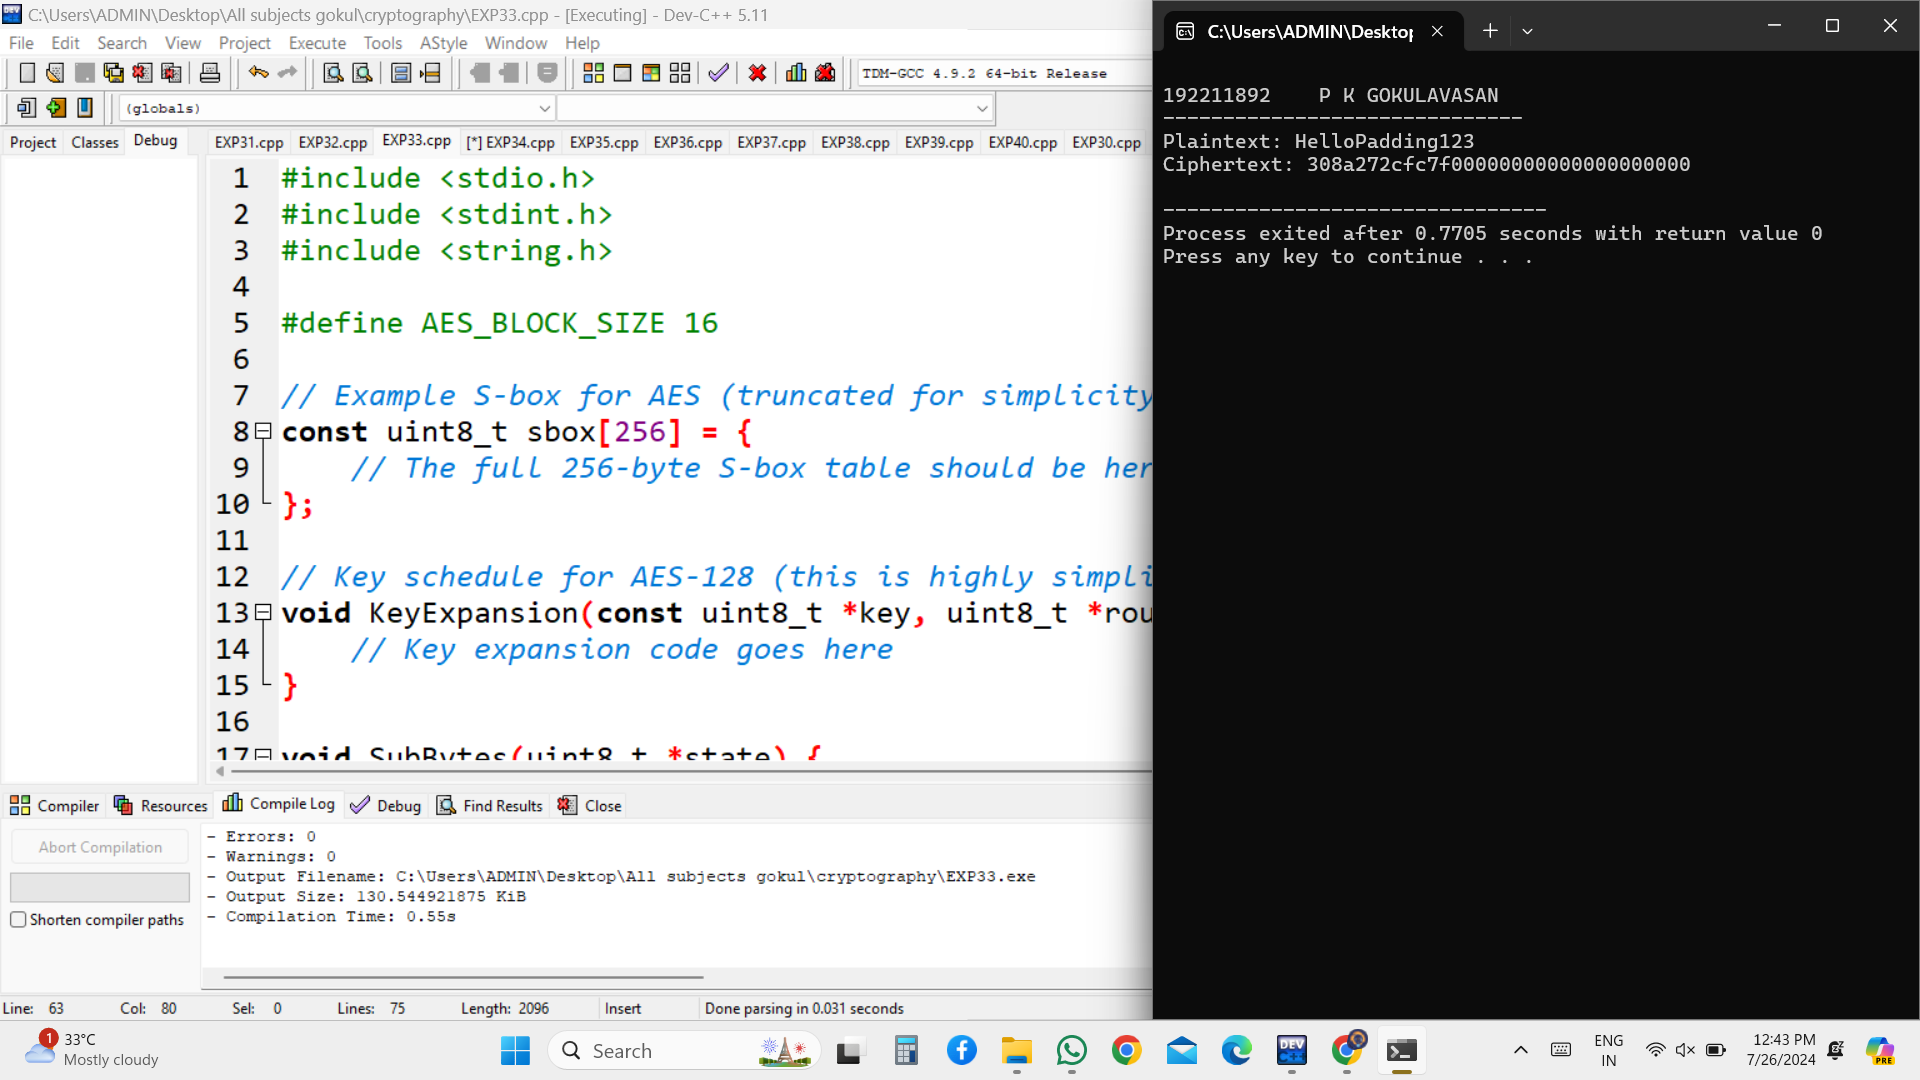 C:\Users\ADMIN\Desktop\All subjects gokul\cryptography\EXP33.cpp - [Executing] - Dev-C++ 5.11
File Edit Search View Project Execute Tools AStyle Window Help
TDM-GCC 4.9.2 64-bit Release
(globals)
Project Classes Debug
EXP31.cpp EXP32.cpp EXP33.cpp [*] EXP34.cpp EXP35.cpp EXP36.cpp EXP37.cpp EXP38.cpp EXP39.cpp EXP40.cpp EXP30.cpp
1 #include <stdio.h>
2 #include <stdint.h>
3 #include <string.h>
4
5 #define AES_BLOCK_SIZE 16
6
7 // Example S-box for AES (truncated for simplicity
8 const uint8_t sbox[256] = {
9 // The full 256-byte S-box table should be her
10 };
11
12 // Key schedule for AES-128 (this is highly simpli
13 void KeyExpansion(const uint8_t *key, uint8_t *rou
14 // Key expansion code goes here
15 }
16
17 void SubBytes(uint8_t *state) {
Compiler Resources Compile Log Debug Find Results Close
Abort Compilation
Shorten compiler paths
- Errors: 0
- Warnings: 0
- Output Filename: C:\Users\ADMIN\Desktop\All subjects gokul\cryptography\EXP33.exe
- Output Size: 130.544921875 KiB
- Compilation Time: 0.55s
Line: 63 Col: 80 Sel: 0 Lines: 75 Length: 2096 Insert Done parsing in 0.031 seconds
C:\Users\ADMIN\Desktop
192211892 P K GOKULAVASAN
------------------------------
Plaintext: HelloPadding123
Ciphertext: 308a272cfc7f00000000000000000000
--------------------------------
Process exited after 0.7705 seconds with return value 0
Press any key to continue . . .
1
33°C
Mostly cloudy
Search
DEV
C++
ENG
IN
12:43 PM
7/26/2024
PRE